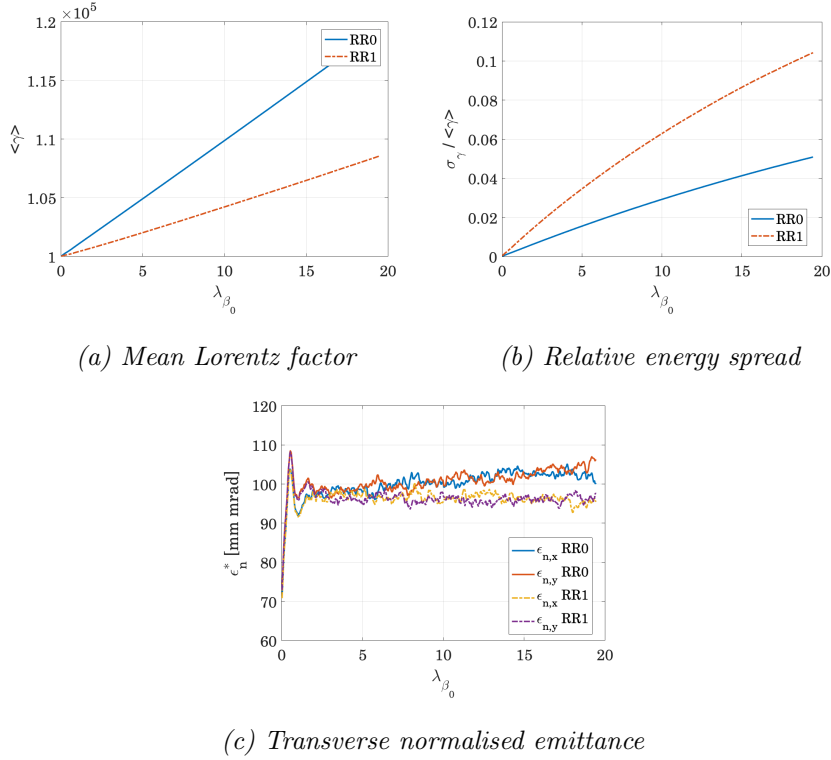 ×10⁵
1.2
1.15
1.1
1.05
1
<γ>
0 5 10 15 20
λ_β₀
RR0
RR1
(a) Mean Lorentz factor
0.12
0.1
0.08
0.06
0.04
0.02
0
σ_γ / <γ>
0 5 10 15 20
λ_β₀
RR0
RR1
(b) Relative energy spread
120
110
100
90
80
70
60
ϵ*_n [mm mrad]
0 5 10 15 20
λ_β₀
ϵ_n,x RR0
ϵ_n,y RR0
ϵ_n,x RR1
ϵ_n,y RR1
(c) Transverse normalised emittance